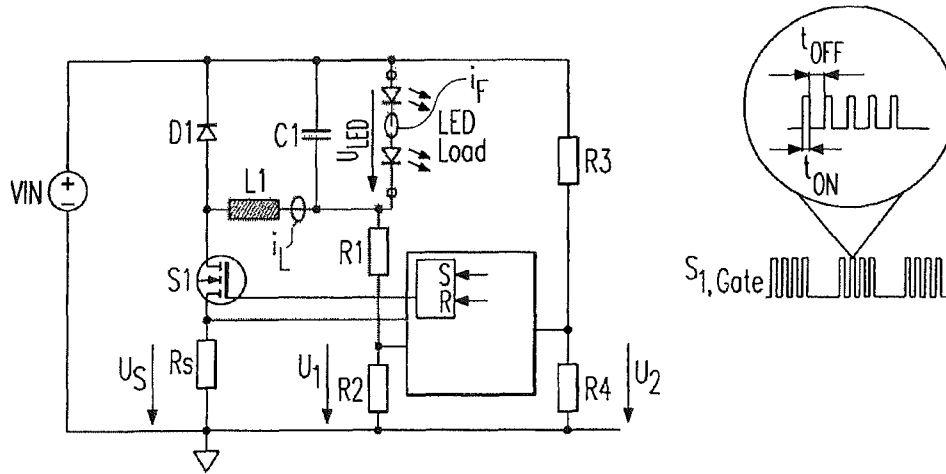 D1
C1
U_LED
i_F
LED
Load
R3
VIN
+
−
L1
i_L
R1
S1
S
R
Rs
U_S
U_1
R2
R4
U_2
t_OFF
t_ON
S_1,Gate